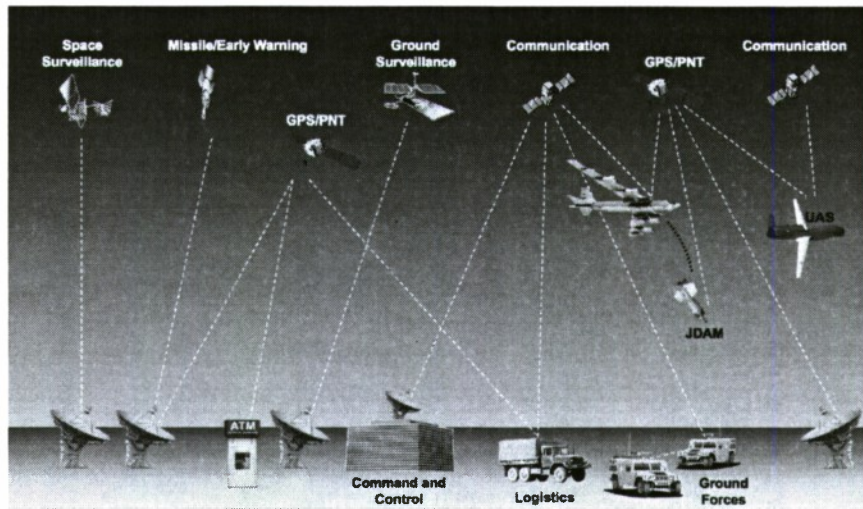 Space
Surveillance
Missile/Early Warning
Ground
Surveillance
Communication
GPS/PNT
Communication
GPS/PNT
UAS
JDAM
ATM
Command and
Control
Logistics
Ground
Forces